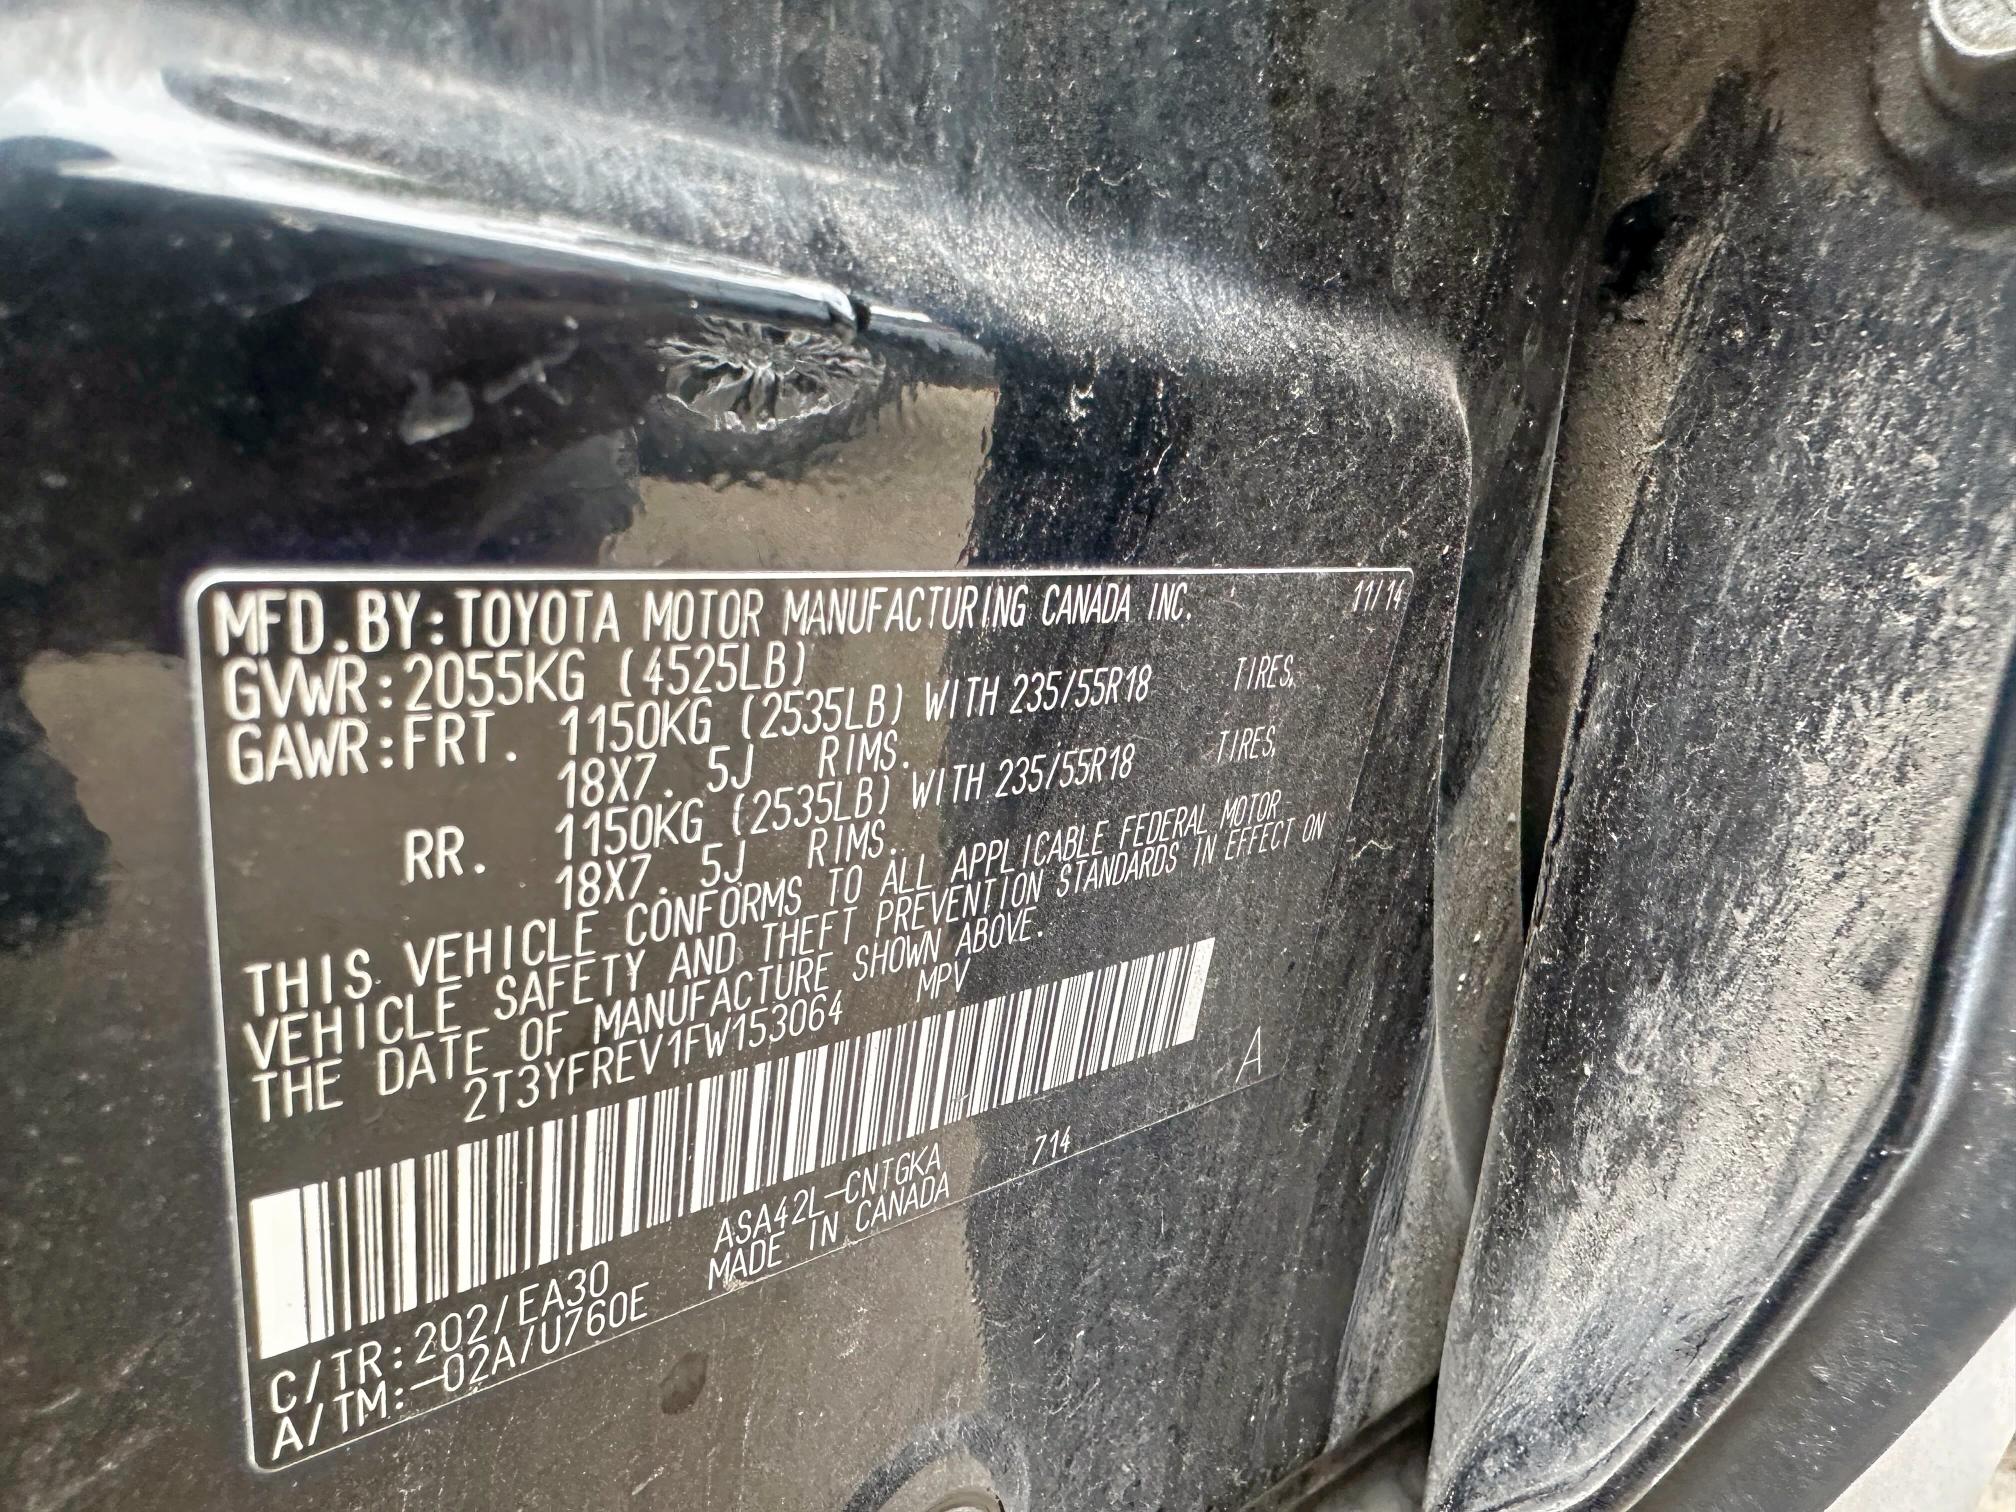 MFD.BY:TOYOTA MOTOR MANUFACTURING CANADA INC. 11/14
GVWR:2055KG (4525LB)
GAWR:FRT. 1150KG (2535LB) WITH 235/55R18 TIRES,
18X7. 5J RIMS.
RR. 1150KG (2535LB) WITH 235/55R18 TIRES,
18X7. 5J RIMS.
THIS VEHICLE CONFORMS TO ALL APPLICABLE FEDERAL MOTOR
VEHICLE SAFETY AND THEFT PREVENTION STANDARDS IN EFFECT ON
THE DATE OF MANUFACTURE SHOWN ABOVE.
2T3YFREV1FW153064 MPV
A
C/TR:202/EA30 ASA42L-CNTGKA 714
A/TM:-02A/U760E MADE IN CANADA